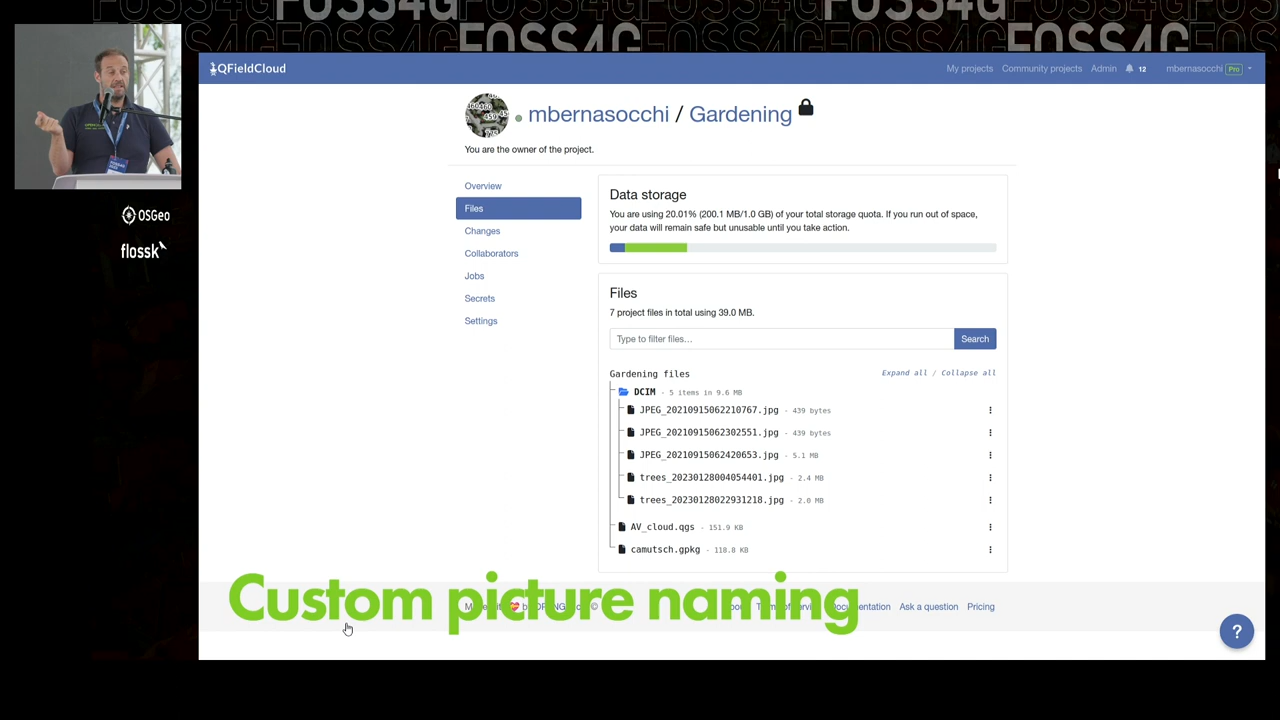 FOSS4GFOSS4GFOSS4GFOSS4G
QFieldCloud
My projects Community projects Admin 12 mbernasocchi Pro
mbernasocchi / Gardening
You are the owner of the project.
Overview
Files
Changes
Collaborators
Jobs
Secrets
Settings
Data storage
You are using 20.01% (200.1 MB/1.0 GB) of your total storage quota. If you run out of space,
your data will remain safe but unusable until you take action.
Files
7 project files in total using 39.0 MB.
Type to filter files... Search
Gardening files Expand all / Collapse all
DCIM - 5 items in 9.6 MB
JPEG_20210915062210767.jpg - 439 bytes
JPEG_20210915062302551.jpg - 439 bytes
JPEG_20210915062420653.jpg - 5.1 MB
trees_20230128004054401.jpg - 2.4 MB
trees_20230128022931218.jpg - 2.0 MB
AV_cloud.qgs - 151.9 KB
camutsch.gpkg - 118.8 KB
Custom picture naming
Ask a question Pricing
?
OSGeo
flossk